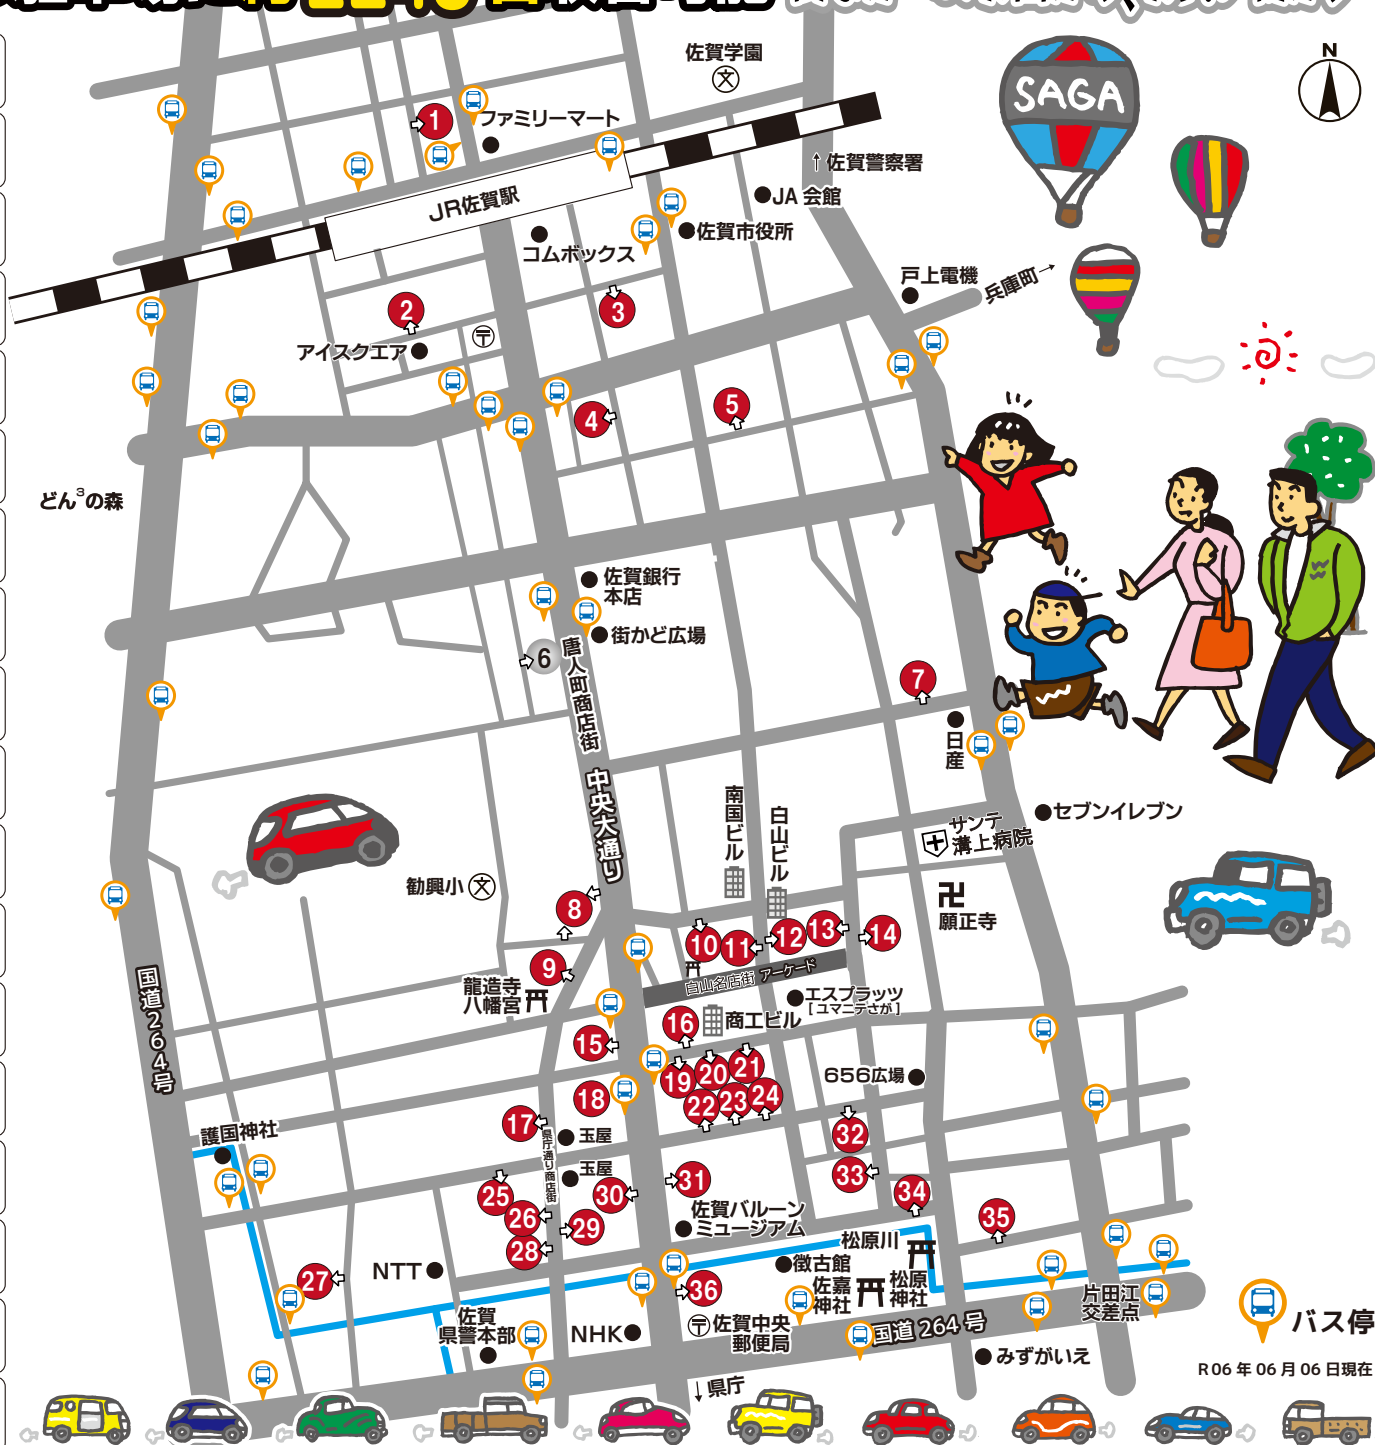 佐賀学園
文
N
SAGA
1
ファミリーマート
↑佐賀警察署
JR佐賀駅
JA 会館
佐賀市役所
コムボックス
戸上電機
兵庫町→
2
3
〒
アイスクエア
4
5
どん³の森
佐賀銀行
本店
街かど広場
6
唐人町商店街
7
日産
中央大通り
南国ビル
白山ビル
セブンイレブン
サンテ
溝上病院
勧興小
文
卍
願正寺
8
10
11
12
13
14
9
龍造寺
八幡宮
白山名店街 アーケード
エスプラッツ
[ユマニテさが]
国道264号
16
商工ビル
15
19
20
21
656広場
18
22
23
24
17
玉屋
32
護国神社
県庁通り商店街
玉屋
33
31
25
30
34
佐賀バルーン
ミュージアム
26
29
35
28
松原川
27
NTT
徴古館
36
佐嘉
神社
松原
神社
片田江
交差点
バス停
佐賀
県警本部
NHK
〒佐賀中央
郵便局
国道 264 号
みずがいえ
R 06 年 06 月 06 日現在
↓県庁